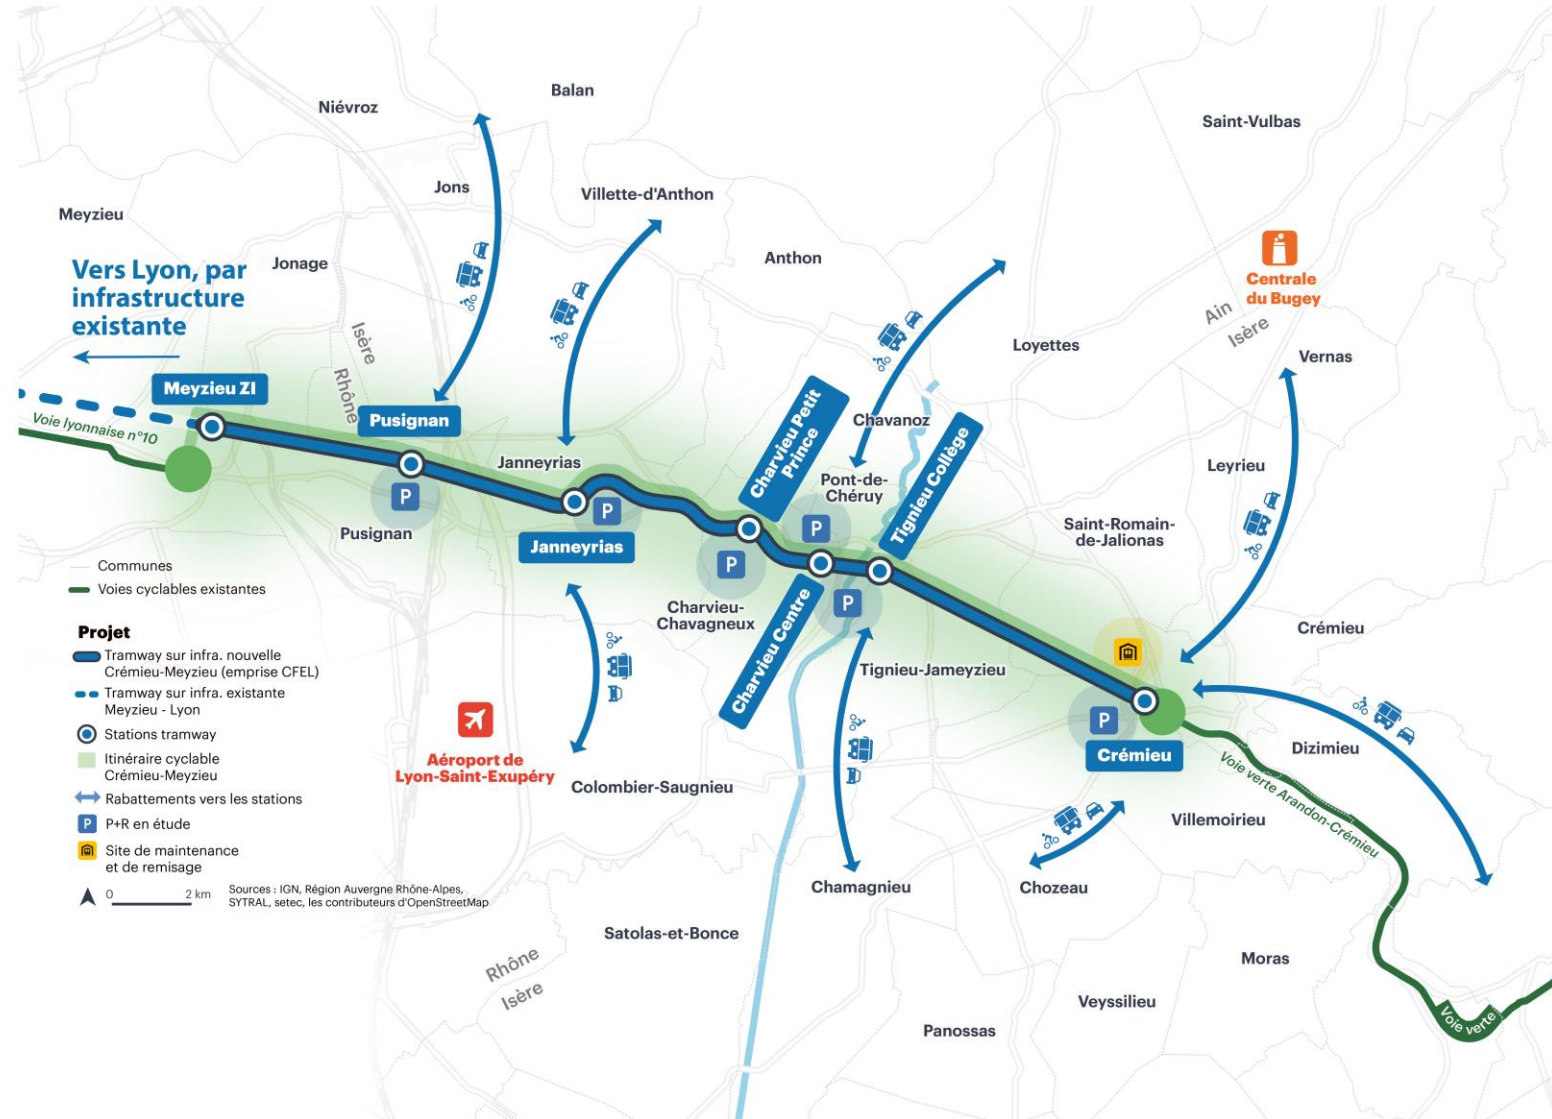 Balan
Niévroz
Saint-Vulbas
Jons
Villette-d'Anthon
Meyzieu
Anthon
Jonage
Vers Lyon, par
infrastructure
existante
Centrale
du Bugey
Ain
Isère
Loyettes
Vernas
Isère
Rhône
Meyzieu ZI
Pusignan
Voie lyonnaise n°10
Charvieu Petit
Prince
Chavanoz
Tignieu Collège
Janneyrias
Leyrieu
Pont-de-
Chéruy
P
P
P
Pusignan
Janneyrias
Saint-Romain-
de-Jalionas
P
P
Charvieu-
Chavagneux
Charvieu Centre
Crémieu
Tignieu-Jameyzieu
P
Crémieu
Dizimieu
Voie verte Arandon-Crémieu
Aéroport de
Lyon-Saint-Exupéry
Colombier-Saugnieu
Villemoirieu
Chamagnieu
Chozeau
Satolas-et-Bonce
Rhône
Isère
Moras
Veyssilieu
Panossas
Voie verte
Communes
Voies cyclables existantes
Projet
Tramway sur infra. nouvelle
Crémieu-Meyzieu (emprise CFEL)
Tramway sur infra. existante
Meyzieu - Lyon
Stations tramway
Itinéraire cyclable
Crémieu-Meyzieu
Rabattements vers les stations
P P+R en étude
Site de maintenance
et de remisage
0 2 km
Sources : IGN, Région Auvergne Rhône-Alpes,
SYTRAL, setec, les contributeurs d'OpenStreetMap